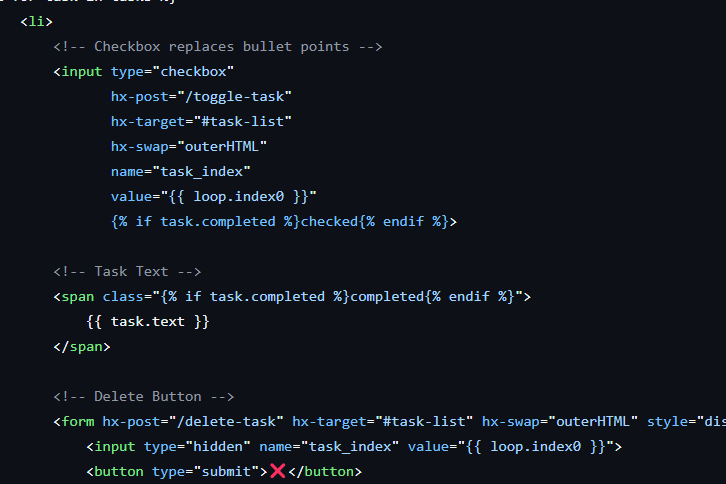 <li>
<!-- Checkbox replaces bullet points -->
<input type="checkbox"
hx-post="/toggle-task"
hx-target="#task-list"
hx-swap="outerHTML"
name="task_index"
value="{{ loop.index0 }}"
{% if task.completed %}checked{% endif %}>
<!-- Task Text -->
<span class="{% if task.completed %}completed{% endif %}">
{{ task.text }}
</span>
<!-- Delete Button -->
<form hx-post="/delete-task" hx-target="#task-list" hx-swap="outerHTML" style="dis
<input type="hidden" name="task_index" value="{{ loop.index0 }}">
<button type="submit">❌</button>